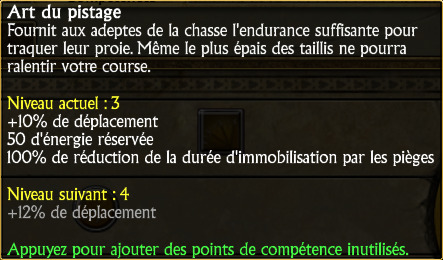 Art du pistage
Fournit aux adeptes de la chasse l'endurance suffisante pour
traquer leur proie. Même le plus épais des taillis ne pourra
ralentir votre course.
Niveau actuel : 3
+10% de déplacement
50 d'énergie réservée
100% de réduction de la durée d'immobilisation par les pièges
Niveau suivant : 4
+12% de déplacement
Appuyez pour ajouter des points de compétence inutilisés.